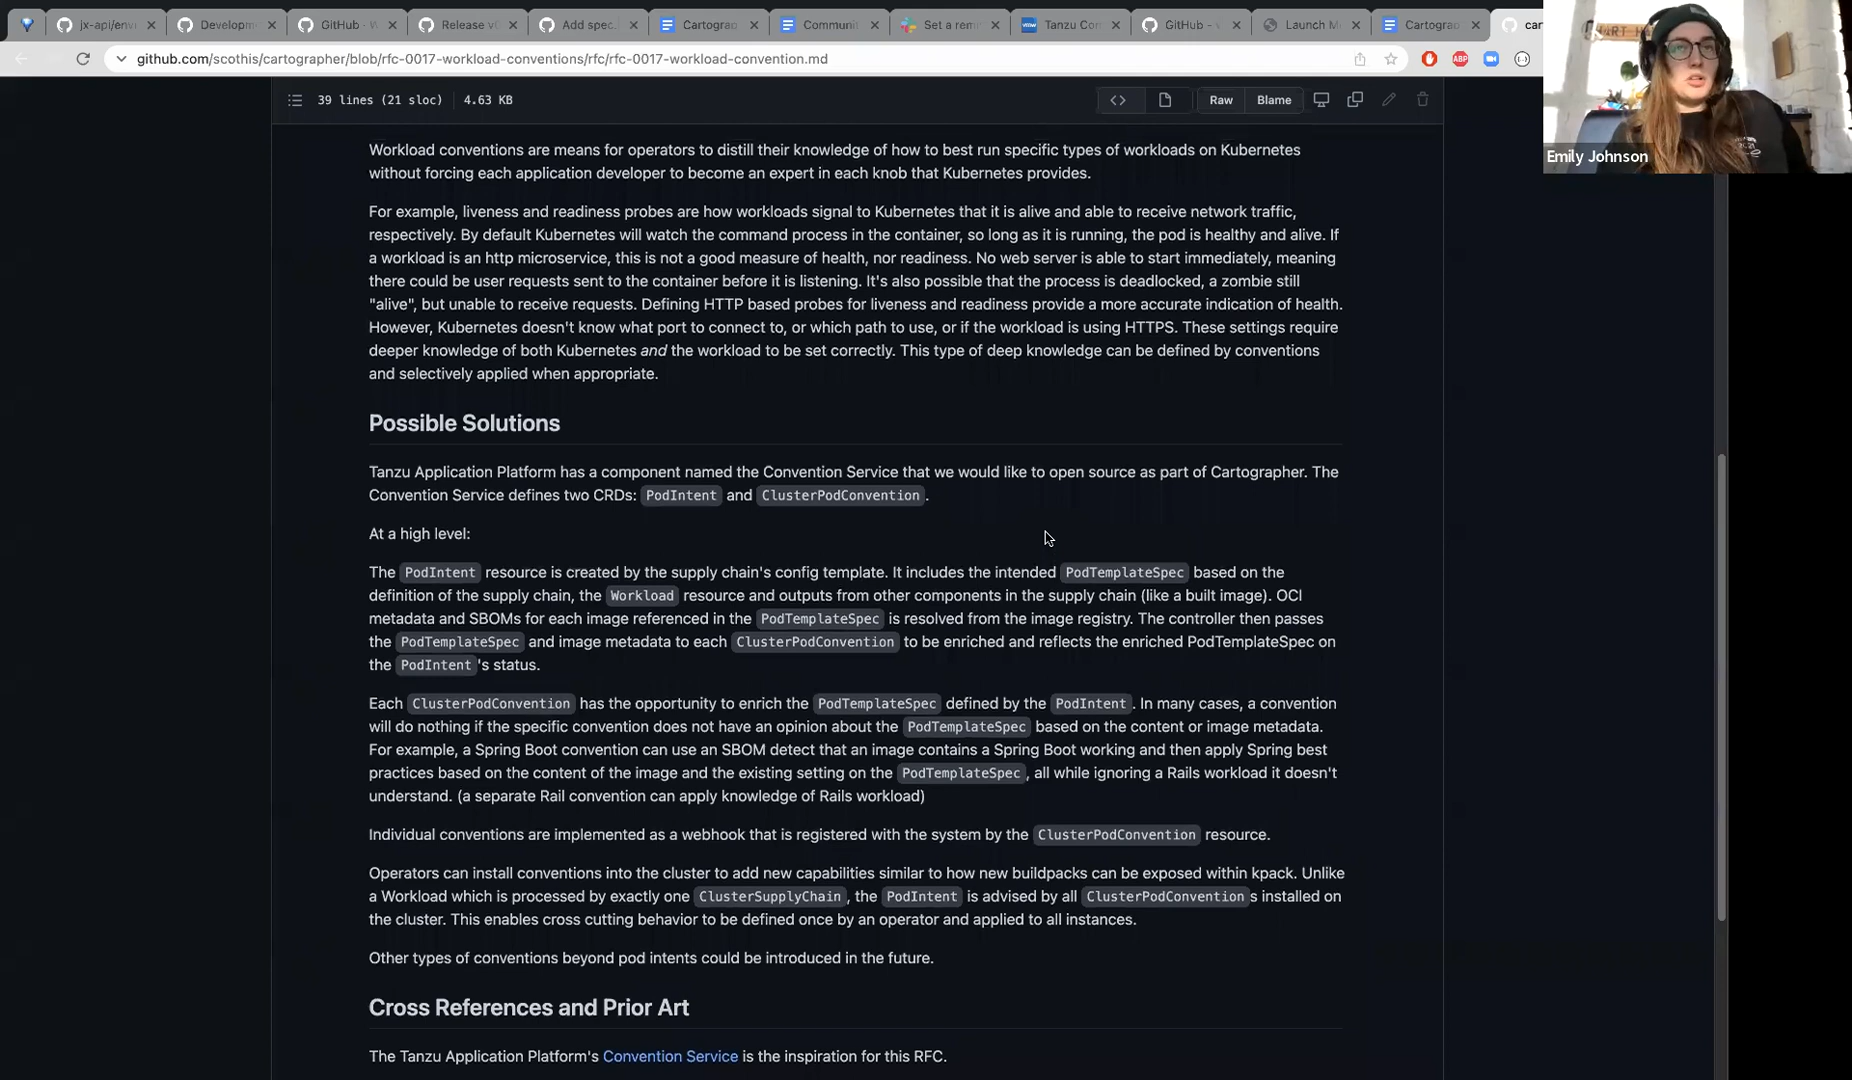 jx-api/env
Developm
GitHub - W
Release v0
Add spec.
Cartograp
Communit
Set a rem
Tanzu Con
GitHub - v
Launch M
Cartograp
car
github.com/scothis/cartographer/blob/rfc-0017-workload-conventions/rfc/rfc-0017-workload-convention.md
39 lines (21 sloc) 4.63 KB
Raw Blame
Emily Johnson
Workload conventions are means for operators to distill their knowledge of how to best run specific types of workloads on Kubernetes
without forcing each application developer to become an expert in each knob that Kubernetes provides.
For example, liveness and readiness probes are how workloads signal to Kubernetes that it is alive and able to receive network traffic,
respectively. By default Kubernetes will watch the command process in the container, so long as it is running, the pod is healthy and alive. If
a workload is an http microservice, this is not a good measure of health, nor readiness. No web server is able to start immediately, meaning
there could be user requests sent to the container before it is listening. It's also possible that the process is deadlocked, a zombie still
"alive", but unable to receive requests. Defining HTTP based probes for liveness and readiness provide a more accurate indication of health.
However, Kubernetes doesn't know what port to connect to, or which path to use, or if the workload is using HTTPS. These settings require
deeper knowledge of both Kubernetes and the workload to be set correctly. This type of deep knowledge can be defined by conventions
and selectively applied when appropriate.
Possible Solutions
Tanzu Application Platform has a component named the Convention Service that we would like to open source as part of Cartographer. The
Convention Service defines two CRDs: PodIntent and ClusterPodConvention.
At a high level:
The PodIntent resource is created by the supply chain's config template. It includes the intended PodTemplateSpec based on the
definition of the supply chain, the Workload resource and outputs from other components in the supply chain (like a built image). OCI
metadata and SBOMs for each image referenced in the PodTemplateSpec is resolved from the image registry. The controller then passes
the PodTemplateSpec and image metadata to each ClusterPodConvention to be enriched and reflects the enriched PodTemplateSpec on
the PodIntent's status.
Each ClusterPodConvention has the opportunity to enrich the PodTemplateSpec defined by the PodIntent. In many cases, a convention
will do nothing if the specific convention does not have an opinion about the PodTemplateSpec based on the content or image metadata.
For example, a Spring Boot convention can use an SBOM detect that an image contains a Spring Boot working and then apply Spring best
practices based on the content of the image and the existing setting on the PodTemplateSpec, all while ignoring a Rails workload it doesn't
understand. (a separate Rail convention can apply knowledge of Rails workload)
Individual conventions are implemented as a webhook that is registered with the system by the ClusterPodConvention resource.
Operators can install conventions into the cluster to add new capabilities similar to how new buildpacks can be exposed within kpack. Unlike
a Workload which is processed by exactly one ClusterSupplyChain, the PodIntent is advised by all ClusterPodConventions installed on
the cluster. This enables cross cutting behavior to be defined once by an operator and applied to all instances.
Other types of conventions beyond pod intents could be introduced in the future.
Cross References and Prior Art
The Tanzu Application Platform's Convention Service is the inspiration for this RFC.